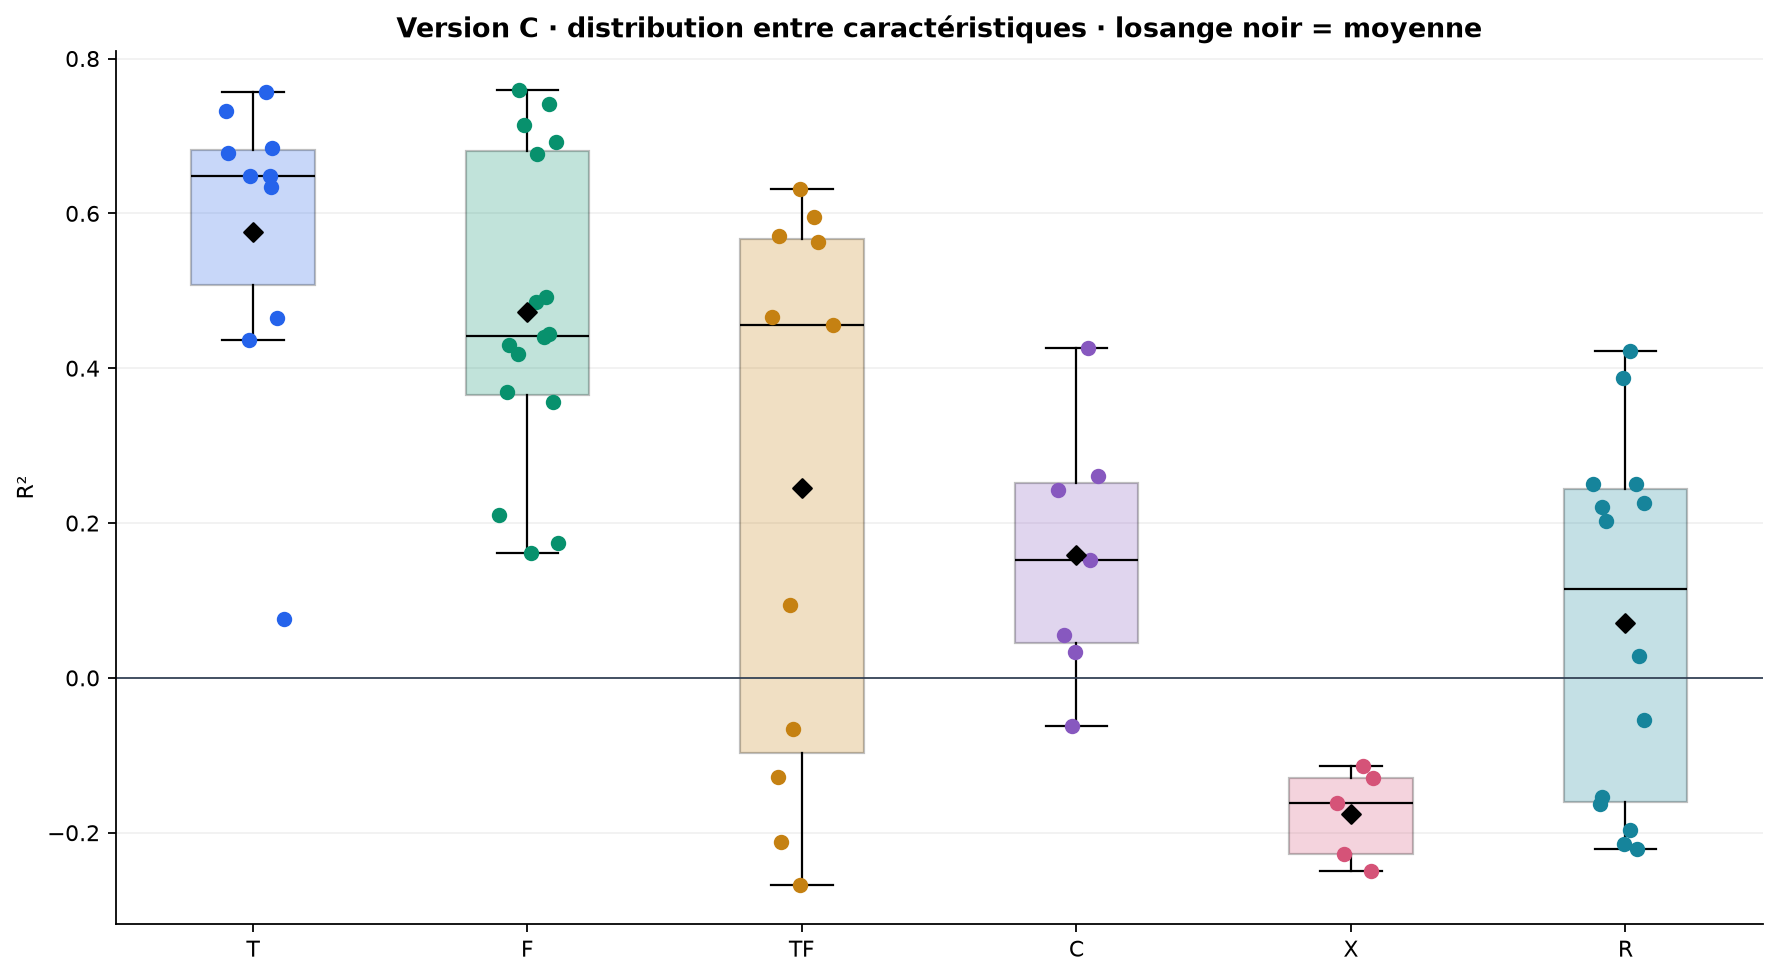 Version C · distribution entre caractéristiques · losange noir = moyenne
0.8
0.6
0.4
0.2
0.0
−0.2
R²
T F TF C X R